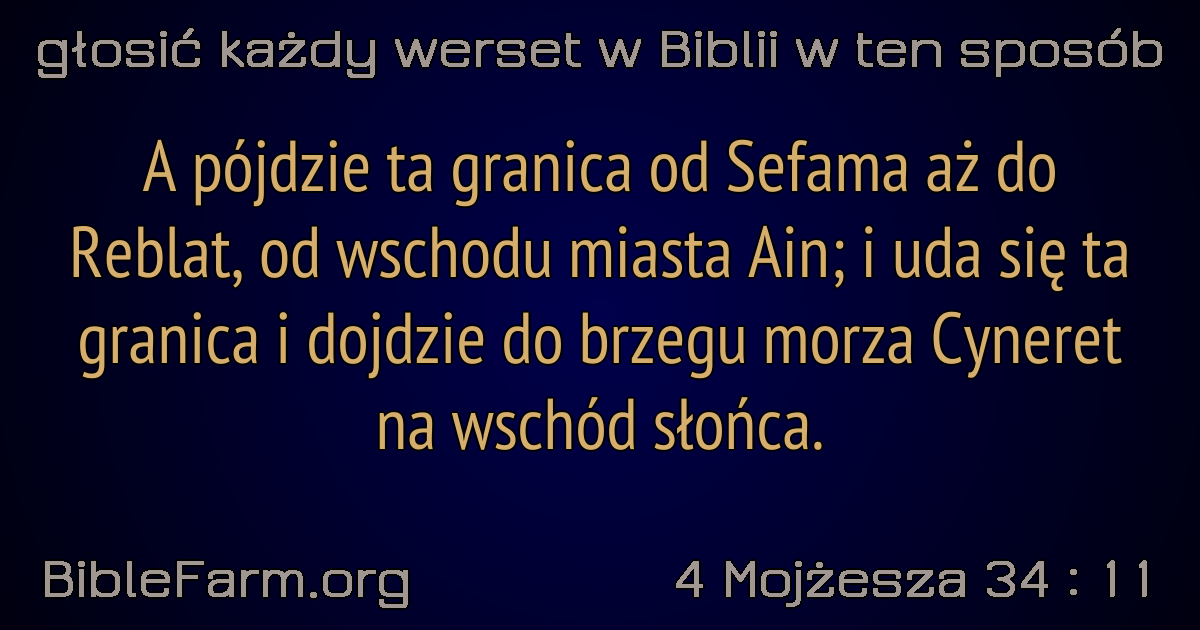 głosić każdy werset w Biblii w ten sposób
A pójdzie ta granica od Sefama aż do
Reblat, od wschodu miasta Ain; i uda się ta
granica i dojdzie do brzegu morza Cyneret
na wschód słońca.
BibleFarm.org
4 Mojżesza 34 : 11